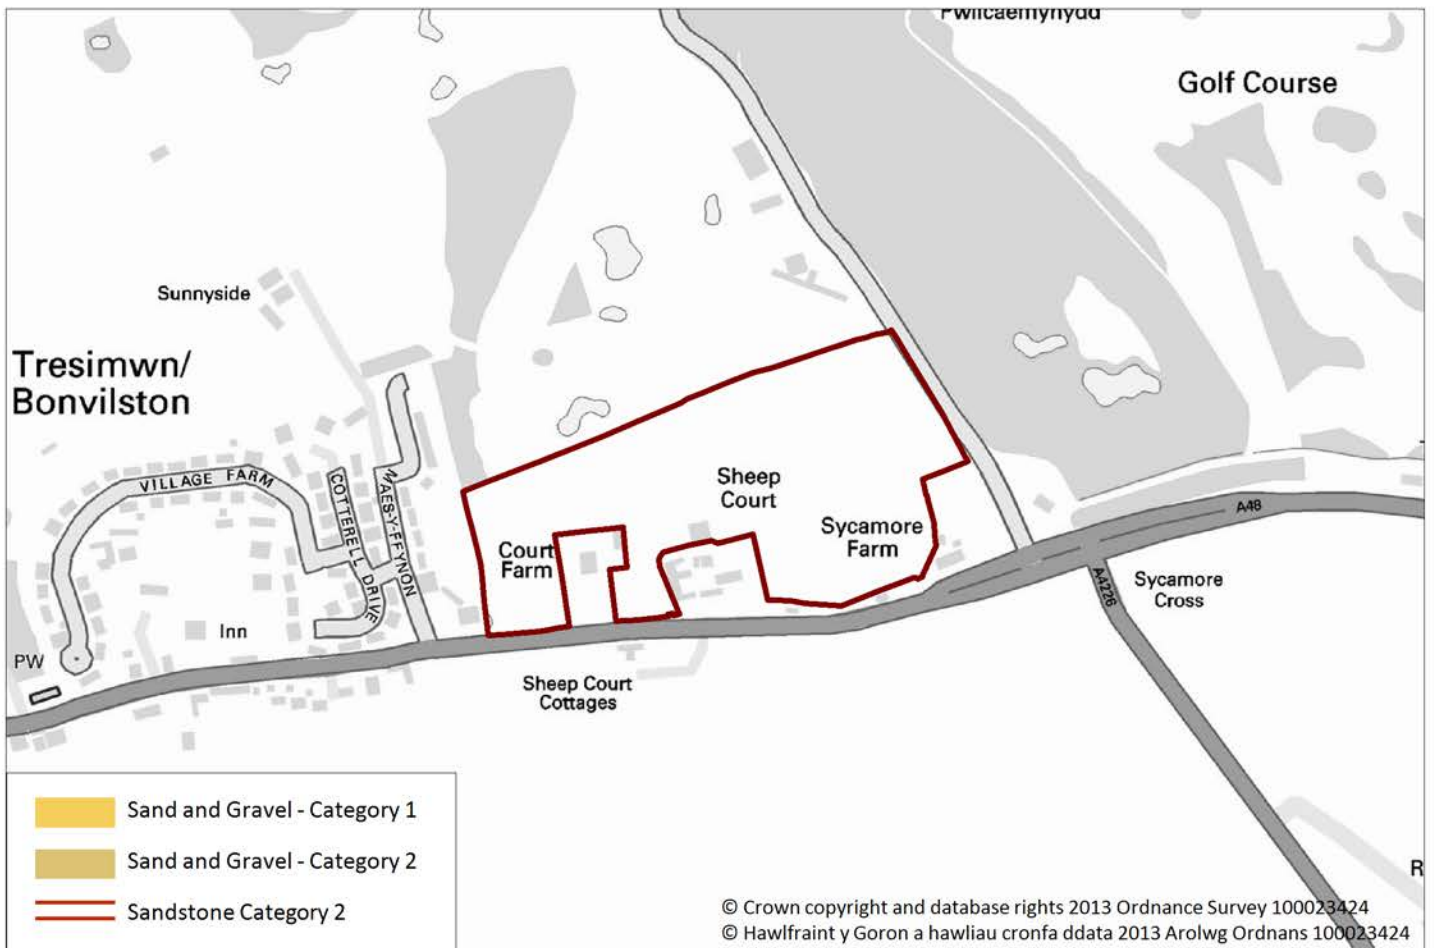 Pwllcaemynydd
Golf Course
Sunnyside
Tresimwn/
Bonvilston
VILLAGE FARM
COTTERELL DRIVE
MAES-Y-FFYNON
Sheep
Court
Sycamore
Farm
Court
Farm
A48
A4226
Sycamore
Cross
Inn
PW
Sheep Court
Cottages
R
Sand and Gravel - Category 1
Sand and Gravel - Category 2
Sandstone Category 2
© Crown copyright and database rights 2013 Ordnance Survey 100023424
© Hawlfraint y Goron a hawliau cronfa ddata 2013 Arolwg Ordnans 100023424